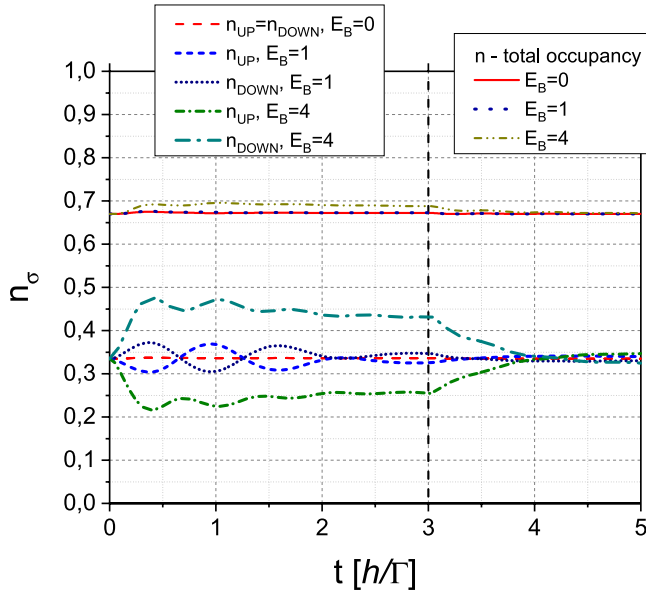 n_UP=n_DOWN, E_B=0
n_UP, E_B=1
n_DOWN, E_B=1
n_UP, E_B=4
n_DOWN, E_B=4
n - total occupancy
E_B=0
E_B=1
E_B=4
1,0
0,9
0,8
0,7
0,6
0,5
0,4
0,3
0,2
0,1
0,0
n_σ
0 1 2 3 4 5
t [h/Γ]